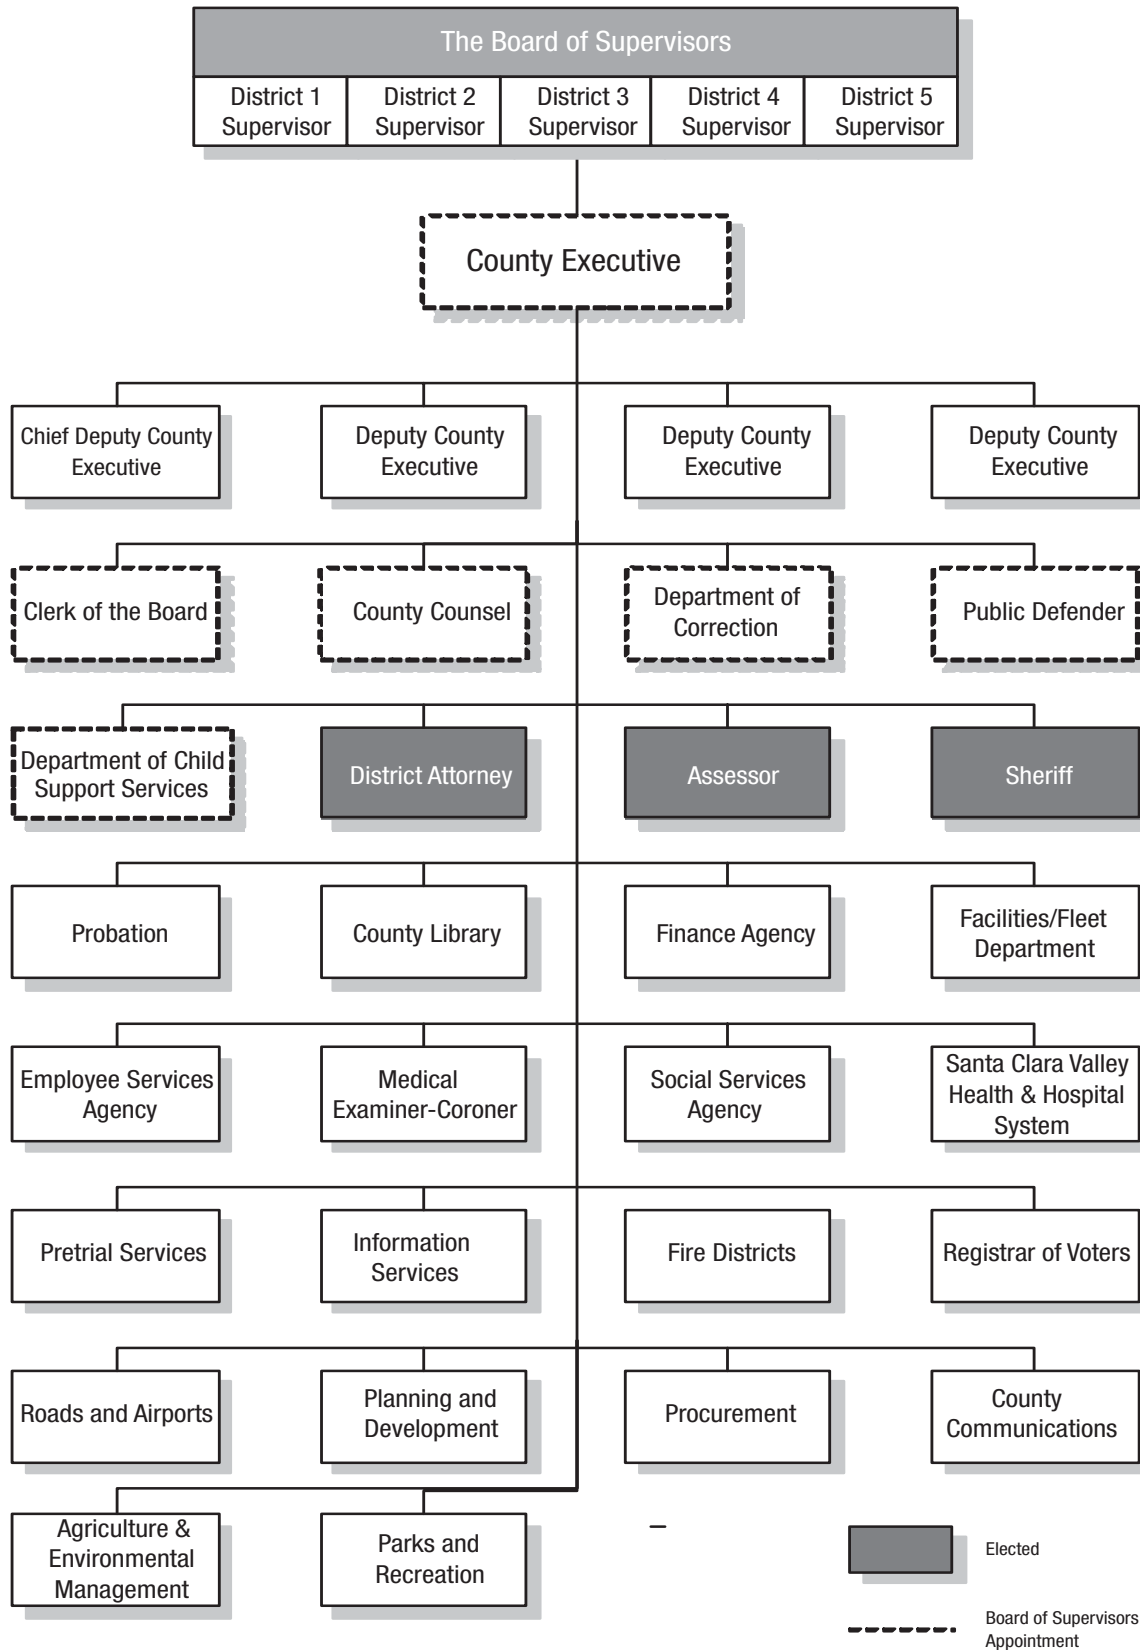 The Board of Supervisors
District 1
Supervisor
District 2
Supervisor
District 3
Supervisor
District 4
Supervisor
District 5
Supervisor
County Executive
Chief Deputy County
Executive
Deputy County
Executive
Deputy County
Executive
Deputy County
Executive
Clerk of the Board
County Counsel
Department of
Correction
Public Defender
Department of Child
Support Services
District Attorney
Assessor
Sheriff
Probation
County Library
Finance Agency
Facilities/Fleet
Department
Employee Services
Agency
Medical
Examiner-Coroner
Social Services
Agency
Santa Clara Valley
Health & Hospital
System
Pretrial Services
Information
Services
Fire Districts
Registrar of Voters
Roads and Airports
Planning and
Development
Procurement
County
Communications
Agriculture &
Environmental
Management
Parks and
Recreation
Elected
Board of Supervisors
Appointment